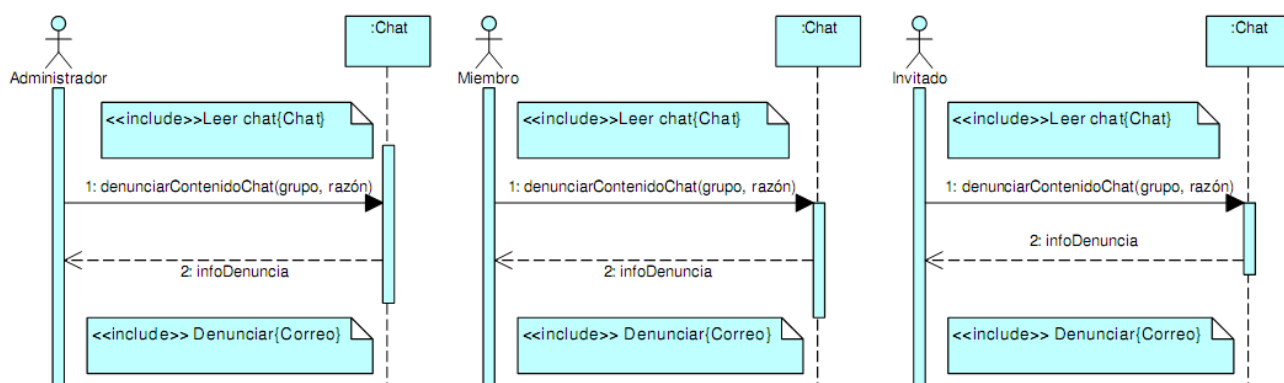 :Chat
Administrador
<<include>>Leer chat{Chat}
1: denunciarContenidoChat(grupo, razón)
2: infoDenuncia
<<include>> Denunciar{Correo}
:Chat
Miembro
<<include>>Leer chat{Chat}
1: denunciarContenidoChat(grupo, razón)
2: infoDenuncia
<<include>> Denunciar{Correo}
:Chat
Invitado
<<include>>Leer chat{Chat}
1: denunciarContenidoChat(grupo, razón)
2: infoDenuncia
<<include>> Denunciar{Correo}